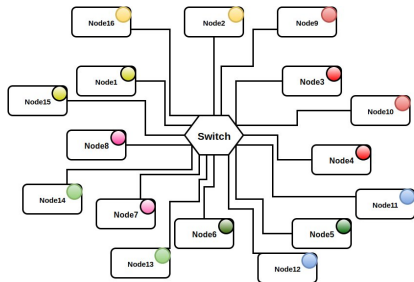 Node16
Node2
Node9
Node1
Node3
Node15
Node10
Switch
Node8
Node4
Node14
Node7
Node11
Node6
Node5
Node13
Node12